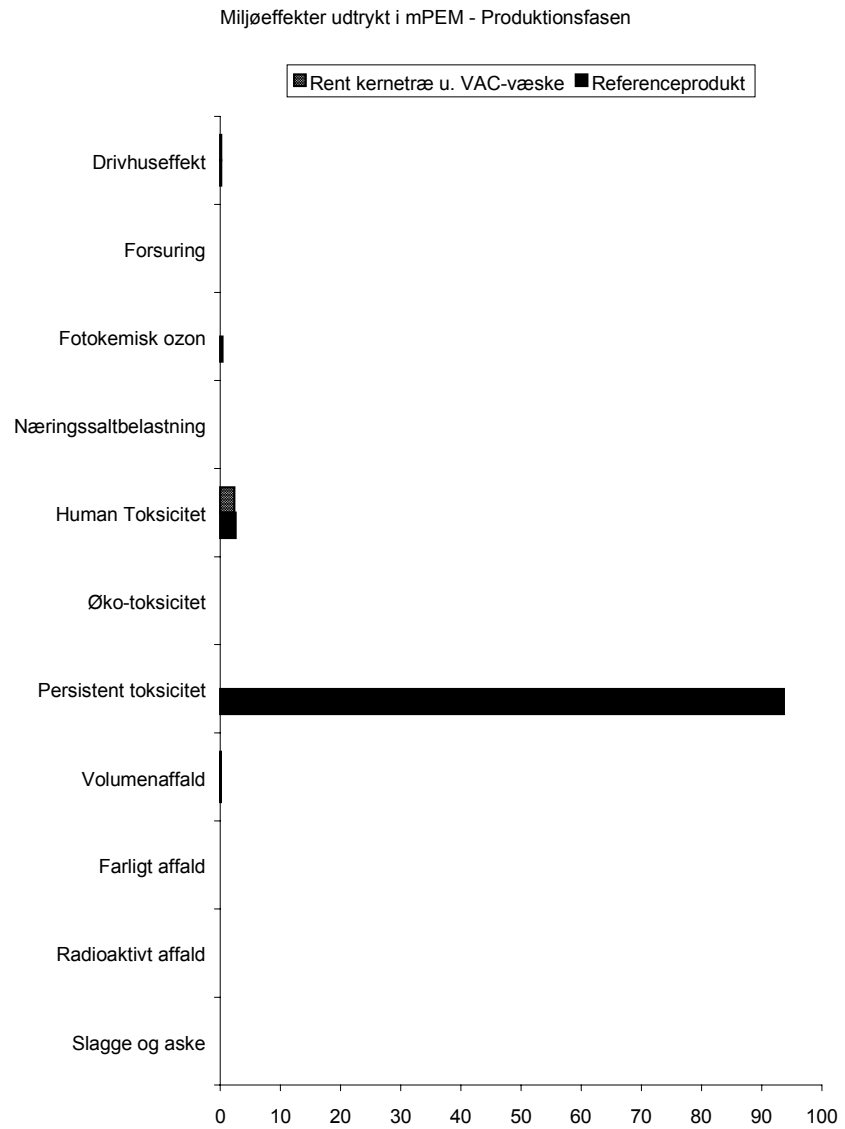 Miljøeffekter udtrykt i mPEM - Produktionsfasen
Rent kernetræ u. VAC-væske Referenceprodukt
Drivhuseffekt
Forsuring
Fotokemisk ozon
Næringssaltbelastning
Human Toksicitet
Øko-toksicitet
Persistent toksicitet
Volumenaffald
Farligt affald
Radioaktivt affald
Slagge og aske
0 10 20 30 40 50 60 70 80 90 100